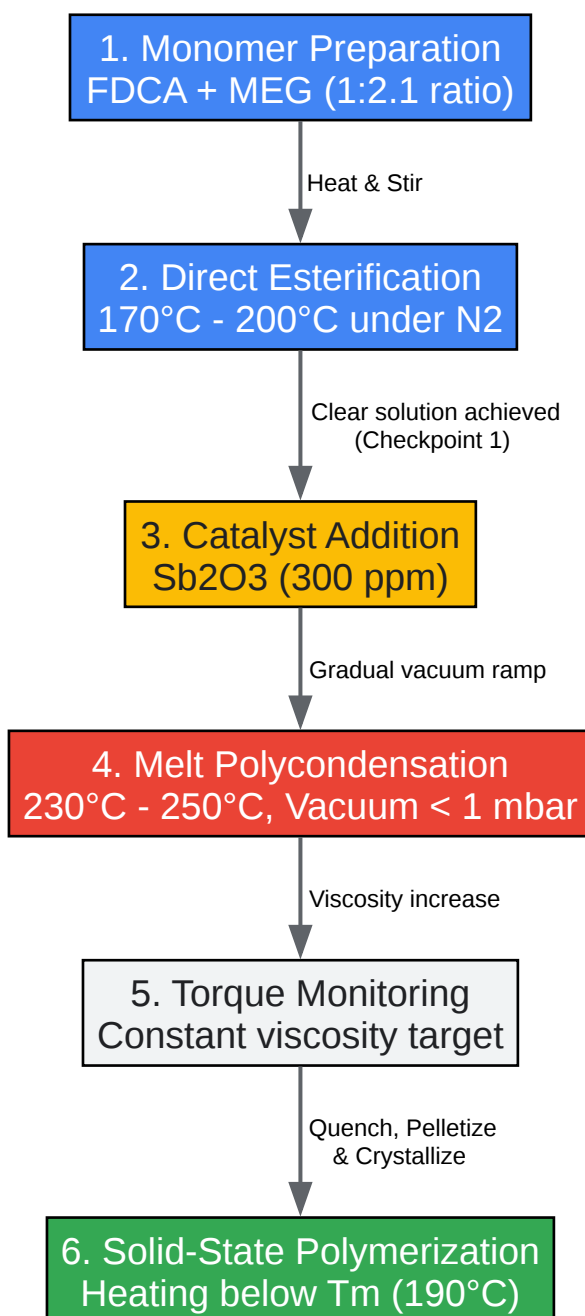 1. Monomer Preparation
FDCA + MEG (1:2.1 ratio)
Heat & Stir
2. Direct Esterification
170°C - 200°C under N2
Clear solution achieved
(Checkpoint 1)
3. Catalyst Addition
Sb2O3 (300 ppm)
Gradual vacuum ramp
4. Melt Polycondensation
230°C - 250°C, Vacuum < 1 mbar
Viscosity increase
5. Torque Monitoring
Constant viscosity target
Quench, Pelletize
& Crystallize
6. Solid-State Polymerization
Heating below Tm (190°C)